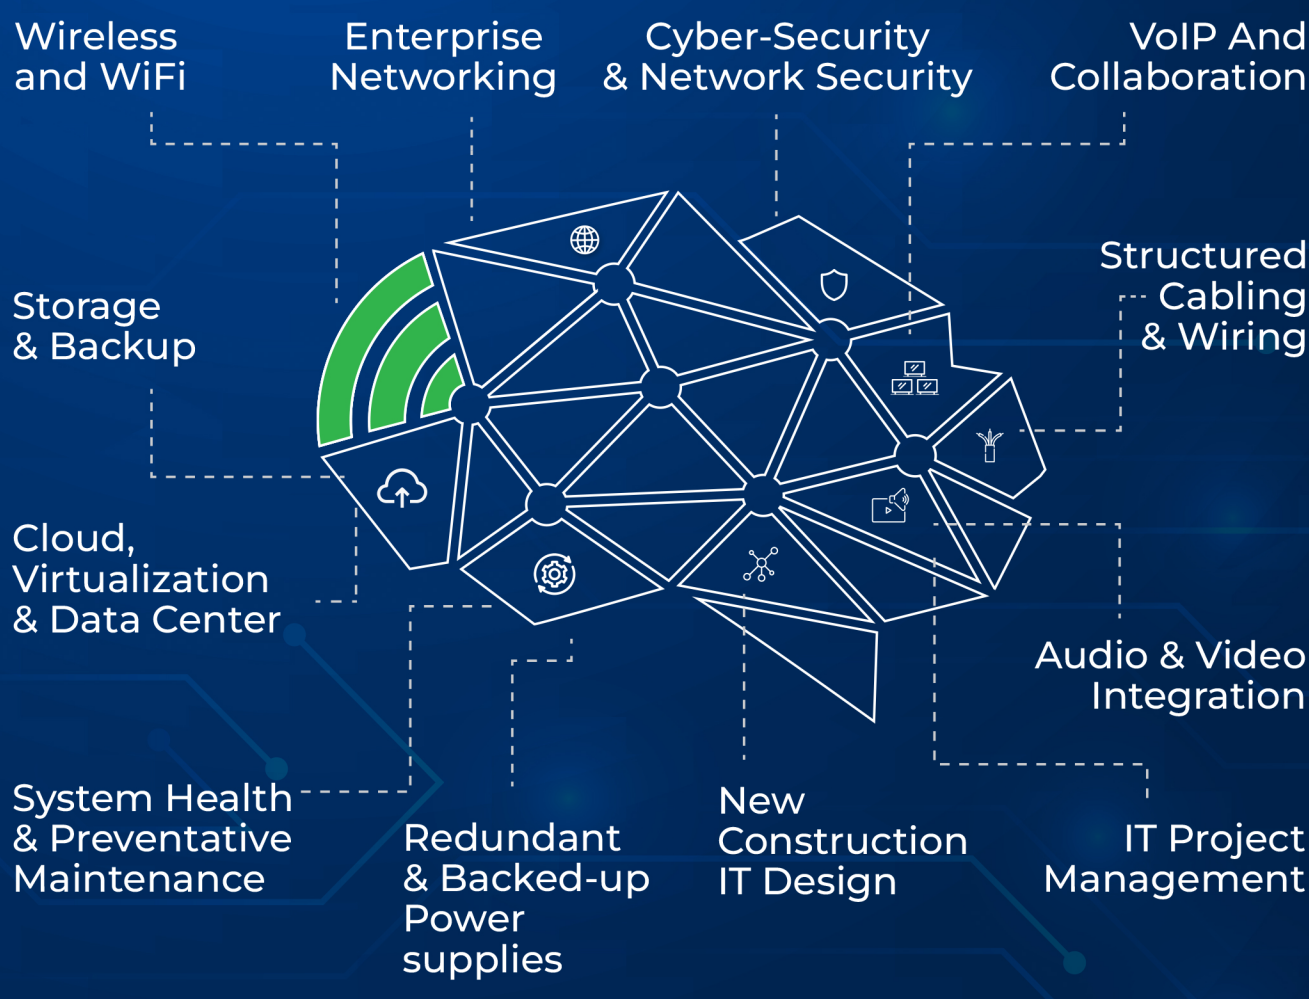 Wireless
and WiFi
Enterprise
Networking
Cyber-Security
& Network Security
VoIP And
Collaboration
Structured
Cabling
& Wiring
Storage
& Backup
Cloud,
Virtualization
& Data Center
Audio & Video
Integration
System Health
& Preventative
Maintenance
Redundant
& Backed-up
Power
supplies
New
Construction
IT Design
IT Project
Management